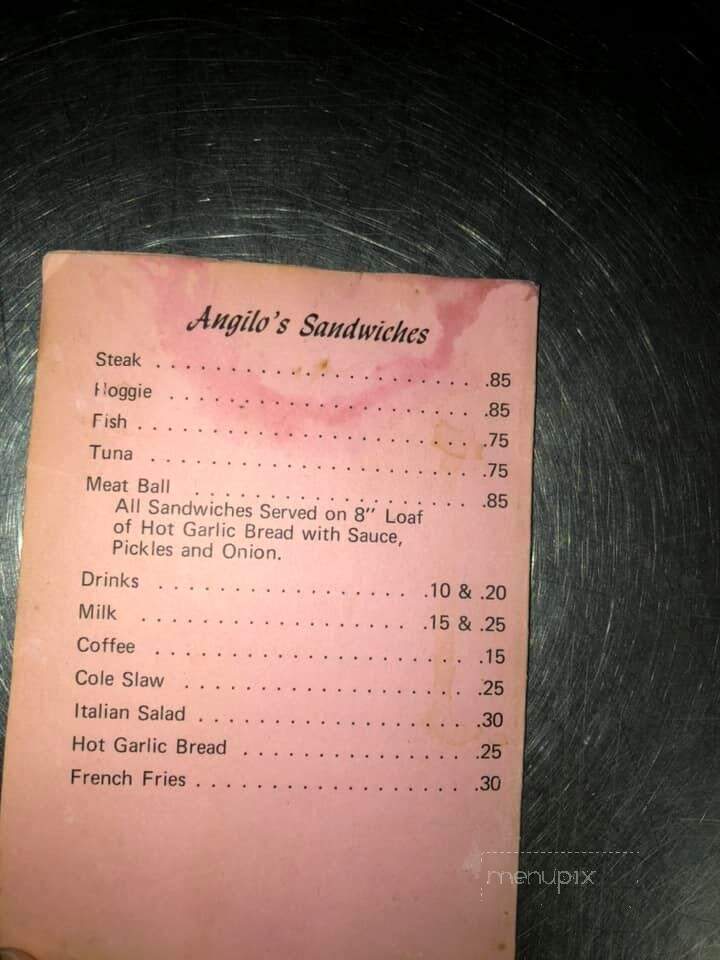 Angilo's Sandwiches
Steak . . . . . . . . . . . . . . . . . . . . . .85
Hoggie . . . . . . . . . . . . . . . . . . . . .85
Fish . . . . . . . . . . . . . . . . . . . . . . . .75
Tuna . . . . . . . . . . . . . . . . . . . . . . .75
Meat Ball . . . . . . . . . . . . . . . . . . .85
All Sandwiches Served on 8" Loaf
of Hot Garlic Bread with Sauce,
Pickles and Onion.
Drinks . . . . . . . . . . . . . . . . . .10 & .20
Milk . . . . . . . . . . . . . . . . . . .15 & .25
Coffee . . . . . . . . . . . . . . . . . . . . . .15
Cole Slaw . . . . . . . . . . . . . . . . . . . .25
Italian Salad . . . . . . . . . . . . . . . . . . .30
Hot Garlic Bread . . . . . . . . . . . . . . . .25
French Fries . . . . . . . . . . . . . . . . . . .30
menupix